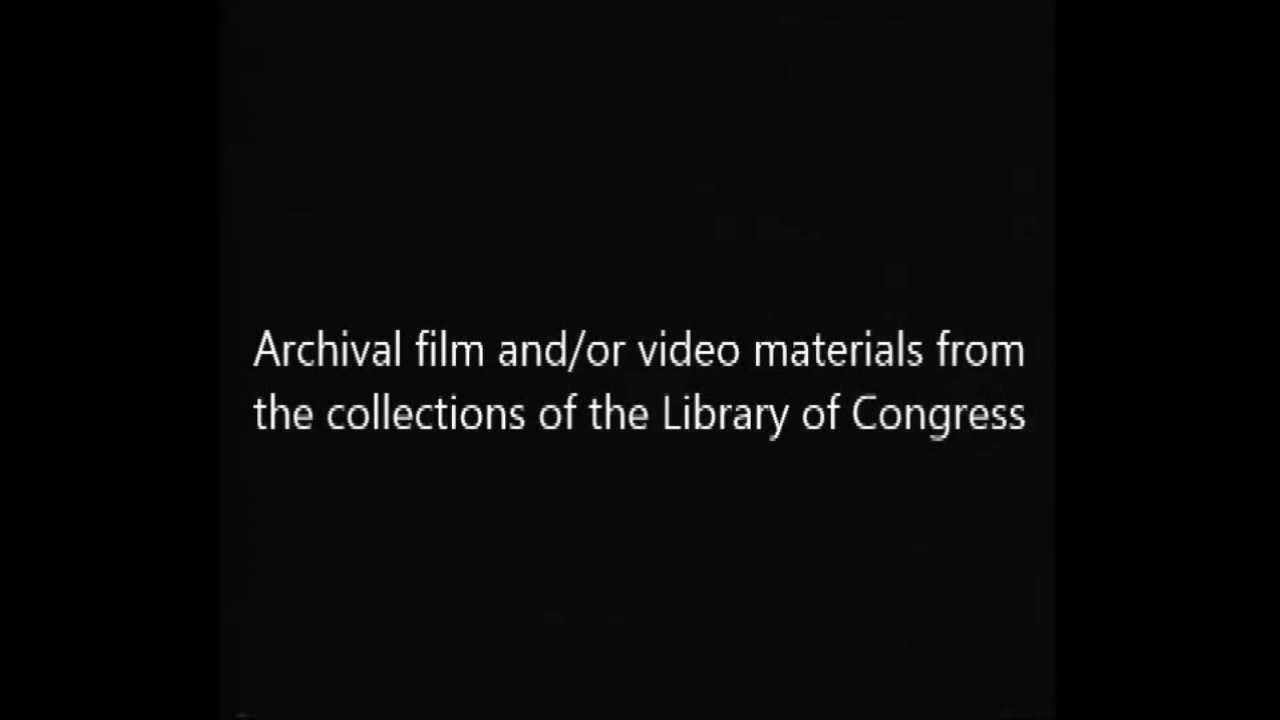 Archival film and/or video materials from
the collections of the Library of Congress